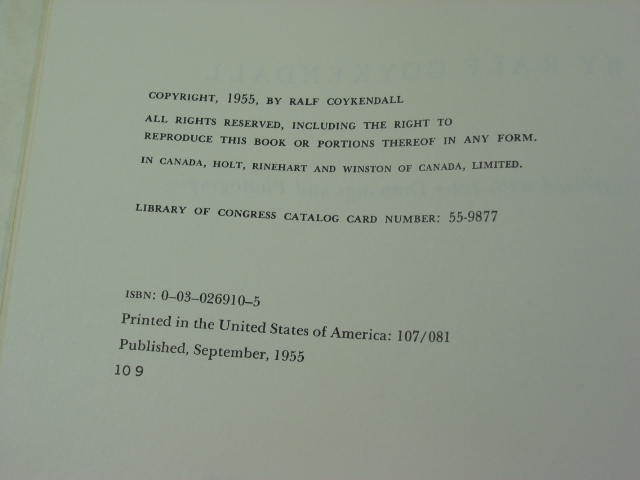 COPYRIGHT, 1955, BY RALF COYKENDALL
ALL RIGHTS RESERVED, INCLUDING THE RIGHT TO
REPRODUCE THIS BOOK OR PORTIONS THEREOF IN ANY FORM.
IN CANADA, HOLT, RINEHART AND WINSTON OF CANADA, LIMITED.
LIBRARY OF CONGRESS CATALOG CARD NUMBER: 55-9877
ISBN: 0-03-026910-5
Printed in the United States of America: 107/081
Published, September, 1955
10 9